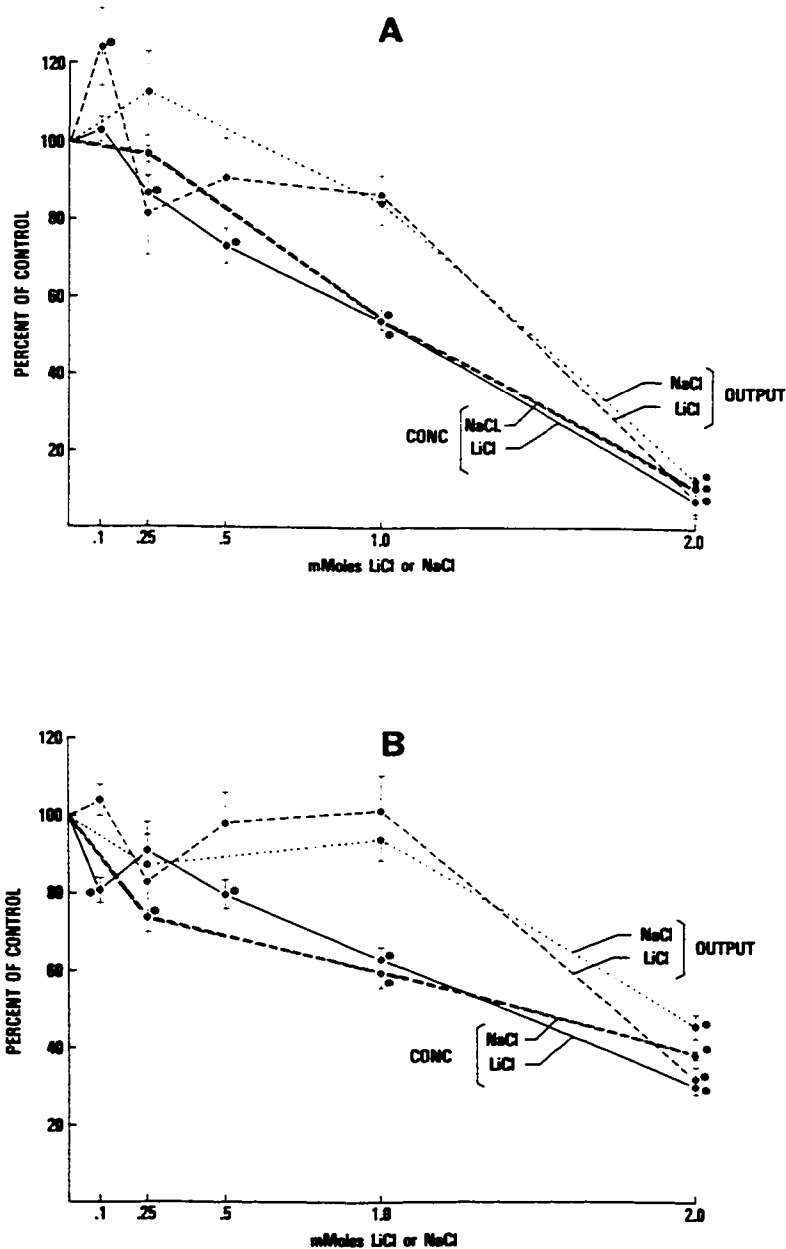 A
120
100
80
60
40
20
PERCENT OF CONTROL
NaCl
LiCl
OUTPUT
CONC
NaCl.
LiCl
.1 .25 .5 1.0 2.0
mMoles LiCl or NaCl
B
120
100
80
60
40
20
PERCENT OF CONTROL
NaCl
LiCl
OUTPUT
CONC
NaCl
LiCl
.1 .25 .5 1.0 2.0
mMoles LiCl or NaCl